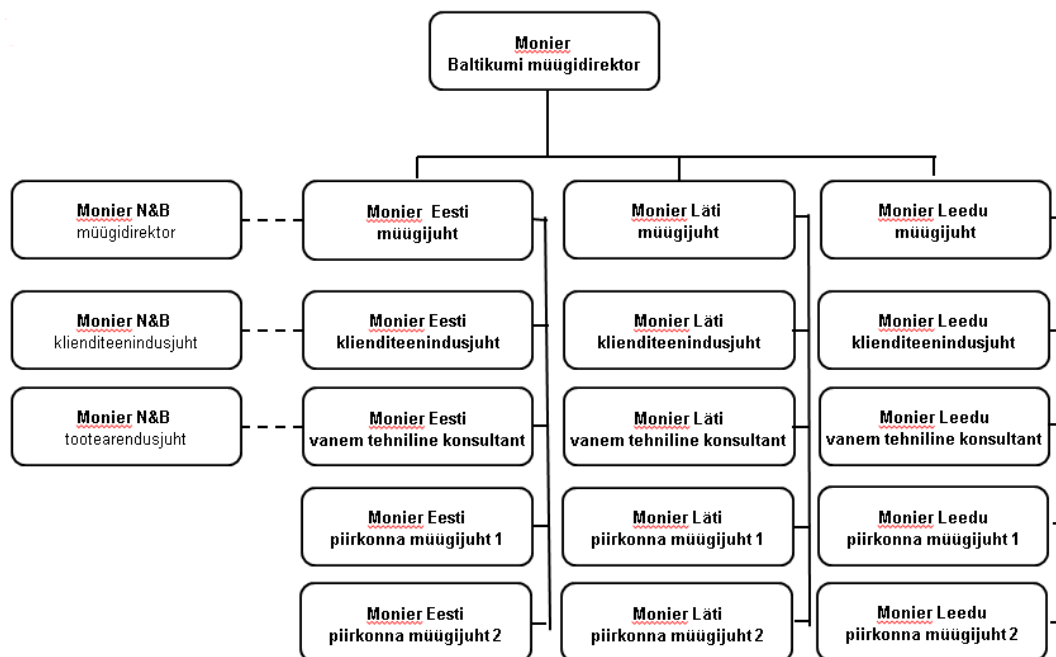 Monier
Baltikumi müügidirektor
Monier N&B
müügidirektor
Monier Eesti
müügijuht
Monier Läti
müügijuht
Monier Leedu
müügijuht
Monier N&B
klienditeenindusjuht
Monier Eesti
klienditeenindusjuht
Monier Läti
klienditeenindusjuht
Monier Leedu
klienditeenindusjuht
Monier N&B
tootearendusjuht
Monier Eesti
vanem tehniline konsultant
Monier Läti
vanem tehniline konsultant
Monier Leedu
vanem tehniline konsultant
Monier Eesti
piirkonna müügijuht 1
Monier Läti
piirkonna müügijuht 1
Monier Leedu
piirkonna müügijuht 1
Monier Eesti
piirkonna müügijuht 2
Monier Läti
piirkonna müügijuht 2
Monier Leedu
piirkonna müügijuht 2